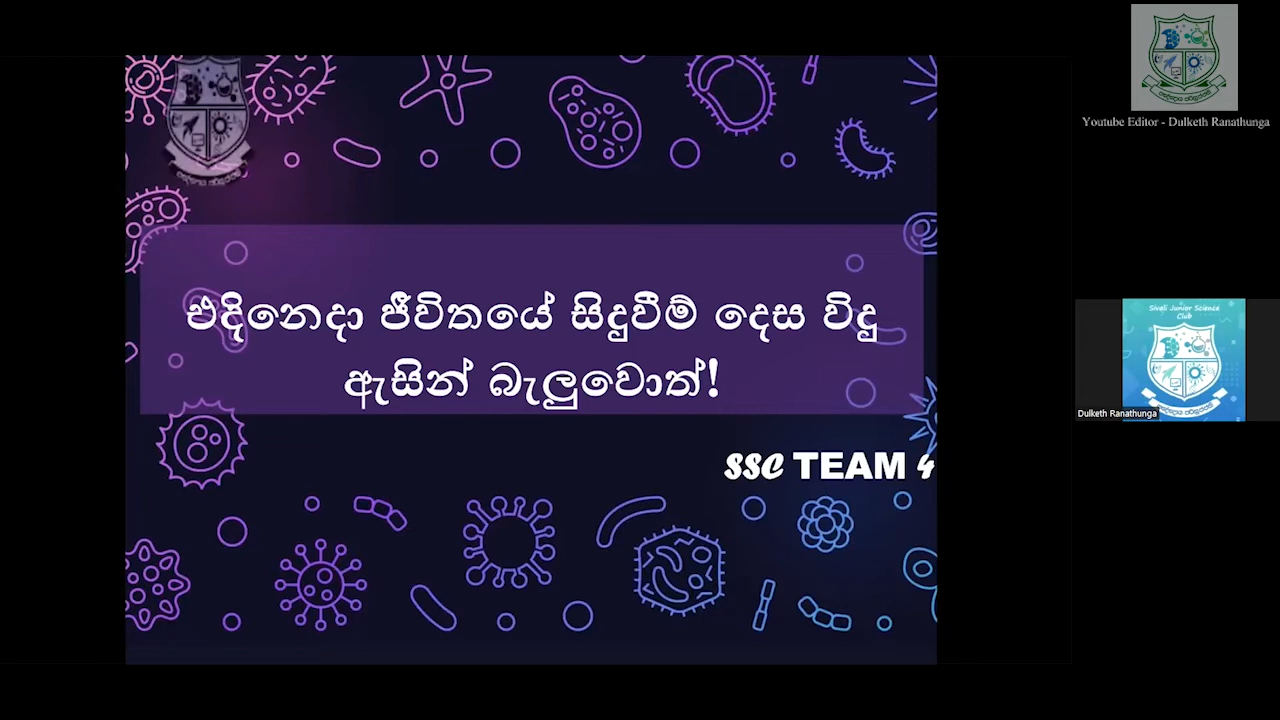 Youtube Editor - Dulketh Ranathunga
එදිනෙදා ජීවිතයේ සිදුවීම් දෙස විදු
ඇසින් බැලුවොත්!
SSC TEAM 4
Siveli Junior Science
Club
Dulketh Ranathunga